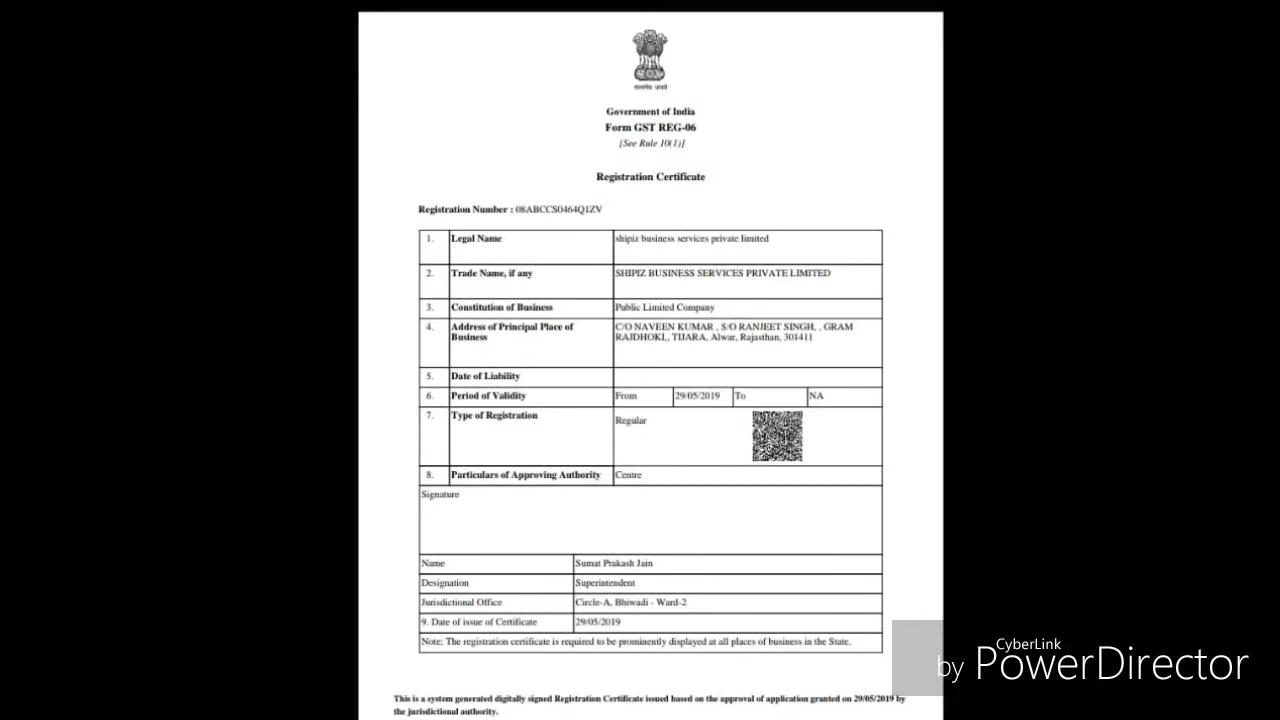 सत्यमेव जयते
Government of India
Form GST REG-06
[See Rule 10(1)]
Registration Certificate
Registration Number : 08ABCCS0464Q1ZV
1. Legal Name shipiz business services private limited
2. Trade Name, if any SHIPIZ BUSINESS SERVICES PRIVATE LIMITED
3. Constitution of Business Public Limited Company
4. Address of Principal Place of Business C/O NAVEEN KUMAR , S/O RANJEET SINGH, , GRAM RAJDHOKI,, TIJARA, Alwar, Rajasthan, 301411
5. Date of Liability
6. Period of Validity From 29/05/2019 To NA
7. Type of Registration Regular
8. Particulars of Approving Authority Centre
Signature
Name Sumat Prakash Jain
Designation Superintendent
Jurisdictional Office Circle-A, Bhiwadi - Ward-2
9. Date of issue of Certificate 29/05/2019
Note: The registration certificate is required to be prominently displayed at all places of business in the State.
This is a system generated digitally signed Registration Certificate issued based on the approval of application granted on 29/05/2019 by
the jurisdictional authority.
CyberLink
by PowerDirector